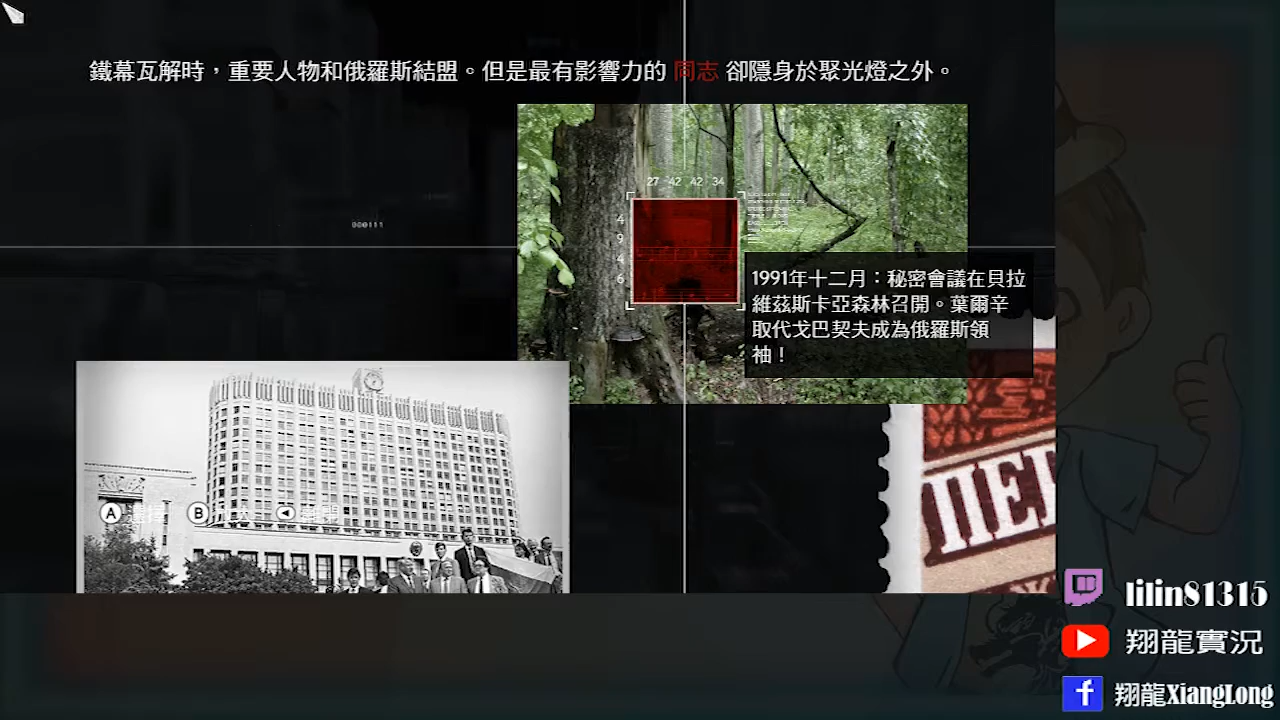 鐵幕瓦解時，重要人物和俄羅斯結盟。但是最有影響力的 同志 卻隱身於聚光燈之外。
27 42 42 34
000111
4
9
4
6
1991年十二月：秘密會議在貝拉
維茲斯卡亞森林召開。葉爾辛
取代戈巴契夫成為俄羅斯領
袖！
ПЕР
A
B
lilin81315
翔龍實況
翔龍XiangLong